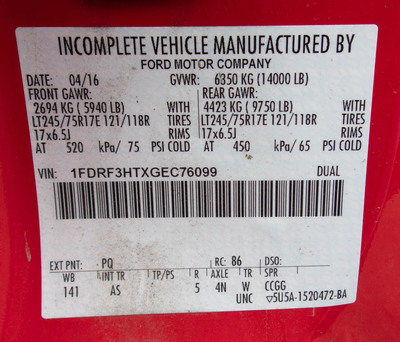 INCOMPLETE VEHICLE MANUFACTURED BY
FORD MOTOR COMPANY
DATE: 04/16 GVWR: 6350 KG (14000 LB)
FRONT GAWR: REAR GAWR:
2694 KG ( 5940 LB) WITH 4423 KG ( 9750 LB) WITH
LT245/75R17E 121/118R TIRES LT245/75R17E 121/118R TIRES
17x6.5J RIMS 17x6.5J RIMS
AT 520 kPa/ 75 PSI COLD AT 450 kPa/ 65 PSI COLD
VIN: 1FDRF3HTXGEC76099 DUAL
EXT PNT: PQ RC: 86 DSO:
WB INT TR TP/PS R AXLE TR SPR
141 AS 5 4N W CCGG
UNC ▽5U5A-1520472-BA